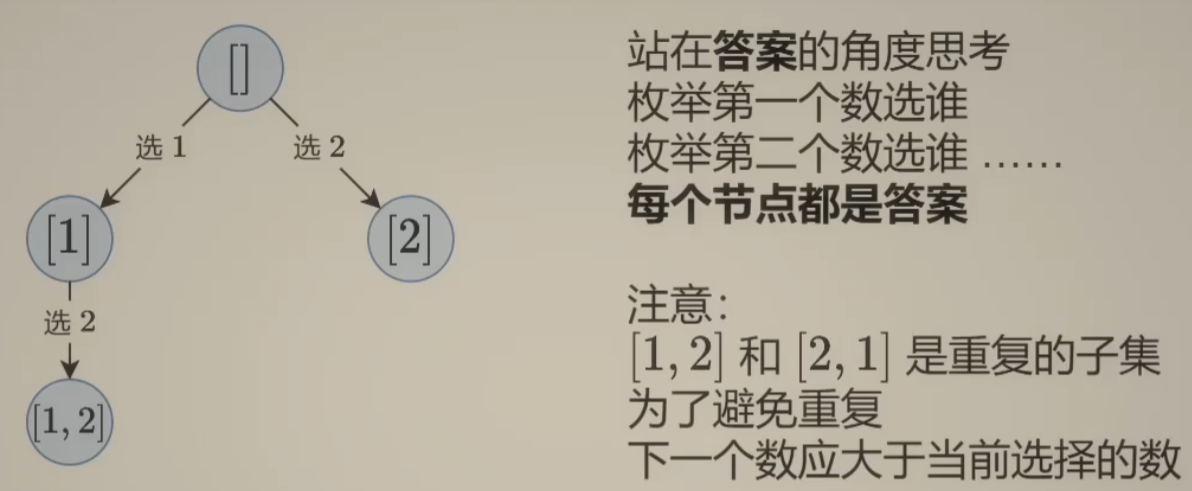 []
选 1
选 2
[1]
[2]
选 2
[1, 2]
站在答案的角度思考
枚举第一个数选谁
枚举第二个数选谁 ……
每个节点都是答案
注意：
[1, 2] 和 [2, 1] 是重复的子集
为了避免重复
下一个数应大于当前选择的数